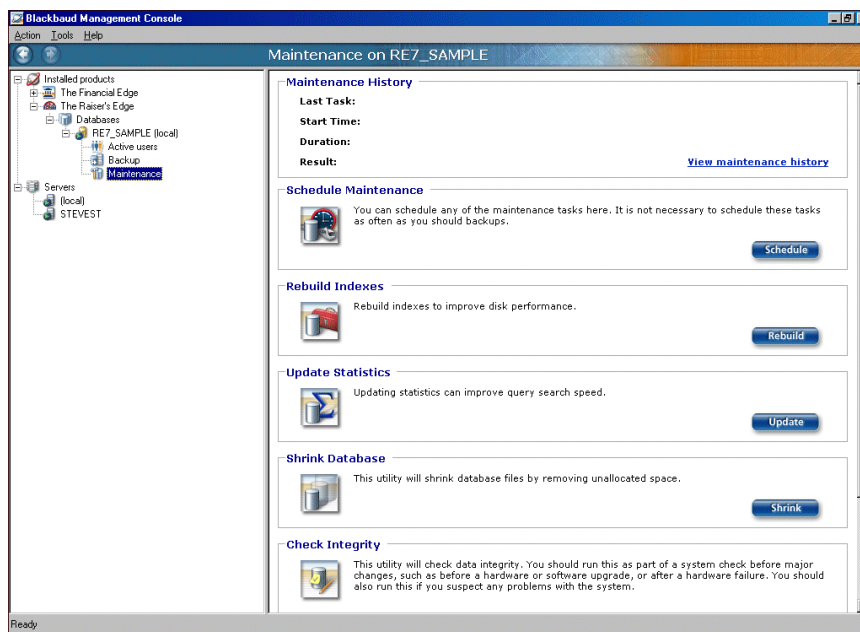 Blackbaud Management Console
Action Tools Help
Maintenance on RE7_SAMPLE
Installed products
The Financial Edge
The Raiser's Edge
Databases
RE7_SAMPLE (local)
Active users
Backup
Maintenance
Servers
(local)
STEVEST
Maintenance History
Last Task:
Start Time:
Duration:
Result:
View maintenance history
Schedule Maintenance
You can schedule any of the maintenance tasks here. It is not necessary to schedule these tasks
as often as you should backups.
Schedule
Rebuild Indexes
Rebuild indexes to improve disk performance.
Rebuild
Update Statistics
Updating statistics can improve query search speed.
Update
Shrink Database
This utility will shrink database files by removing unallocated space.
Shrink
Check Integrity
This utility will check data integrity. You should run this as part of a system check before major
changes, such as before a hardware or software upgrade, or after a hardware failure. You should
also run this if you suspect any problems with the system.
Ready